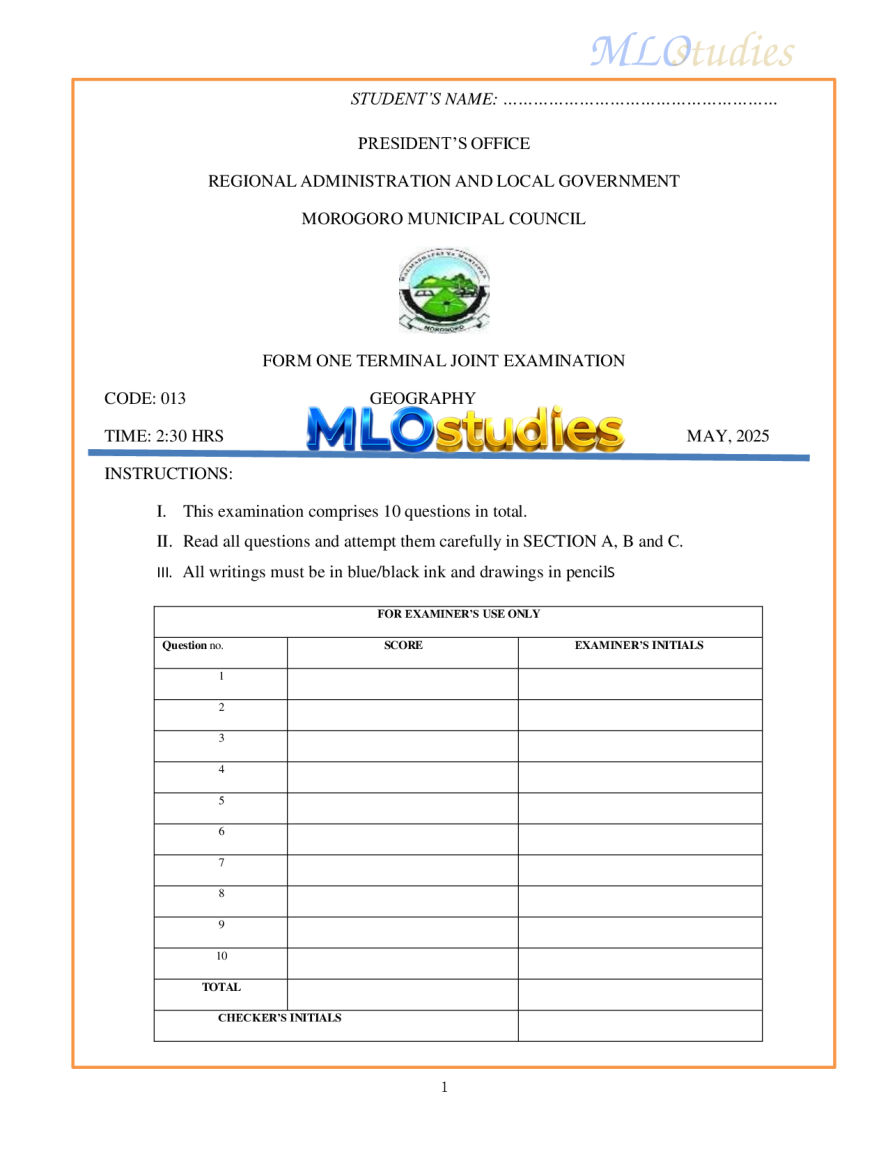 MLOstudies
STUDENT'S NAME: ………………………………………………
PRESIDENT'S OFFICE
REGIONAL ADMINISTRATION AND LOCAL GOVERNMENT
MOROGORO MUNICIPAL COUNCIL
MOROGORO
FORM ONE TERMINAL JOINT EXAMINATION
CODE: 013 GEOGRAPHY
MLOstudies
TIME: 2:30 HRS MAY, 2025
INSTRUCTIONS:
I. This examination comprises 10 questions in total.
II. Read all questions and attempt them carefully in SECTION A, B and C.
III. All writings must be in blue/black ink and drawings in pencils
FOR EXAMINER'S USE ONLY
Question no. SCORE EXAMINER'S INITIALS
1
2
3
4
5
6
7
8
9
10
TOTAL
CHECKER'S INITIALS
1